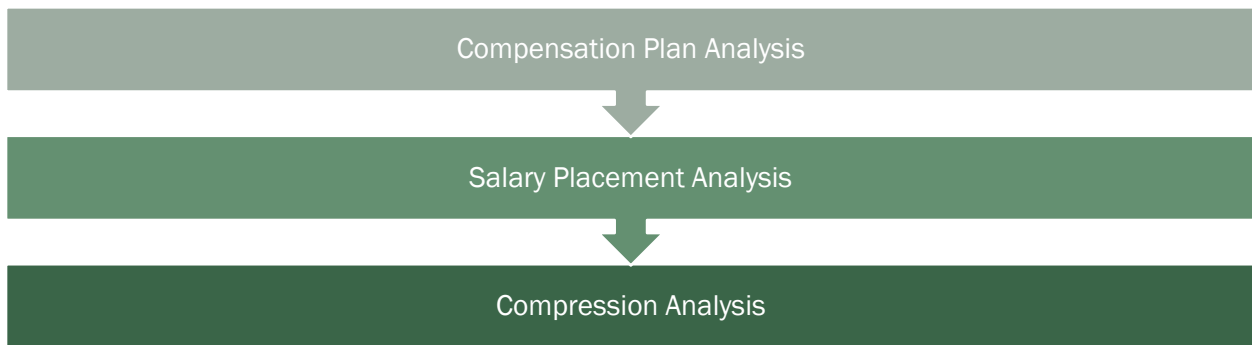 Compensation Plan Analysis
Salary Placement Analysis
Compression Analysis